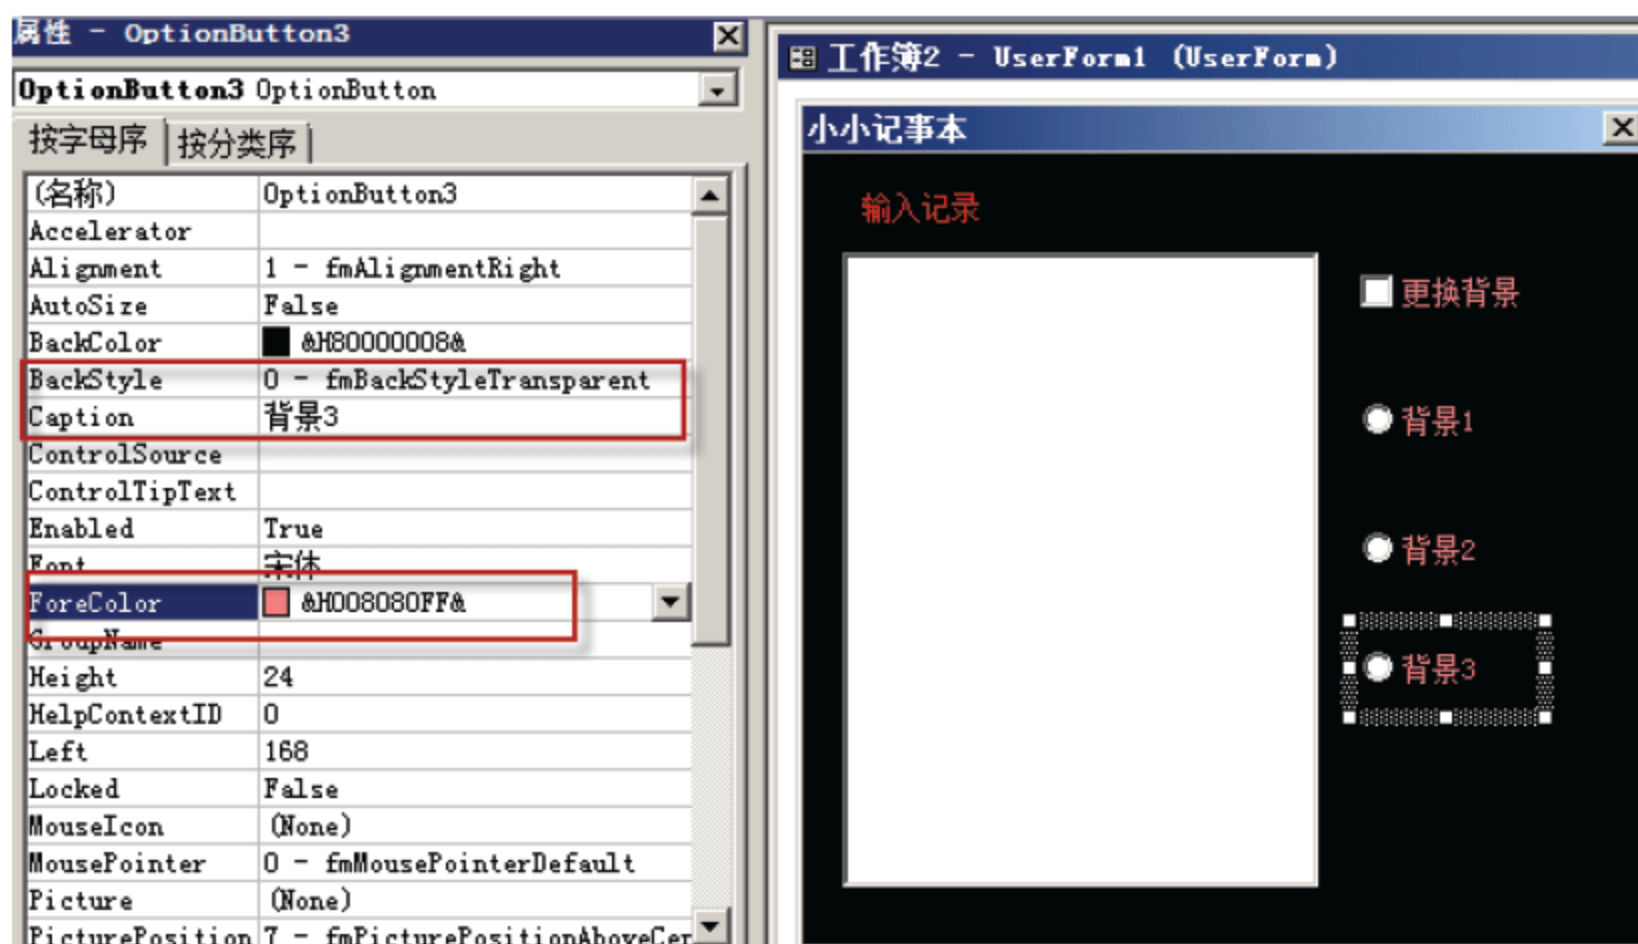 属性 - OptionButton3
OptionButton3 OptionButton
按字母序 按分类序
(名称) OptionButton3
Accelerator
Alignment 1 - fmAlignmentRight
AutoSize False
BackColor &H80000008&
BackStyle 0 - fmBackStyleTransparent
Caption 背景3
ControlSource
ControlTipText
Enabled True
Font 宋体
ForeColor &H008080FF&
GroupName
Height 24
HelpContextID 0
Left 168
Locked False
MouseIcon (None)
MousePointer 0 - fmMousePointerDefault
Picture (None)
PicturePosition 7 - fmPicturePositionAboveCer
工作簿2 - UserForm1 (UserForm)
小小记事本
输入记录
更换背景
背景1
背景2
背景3